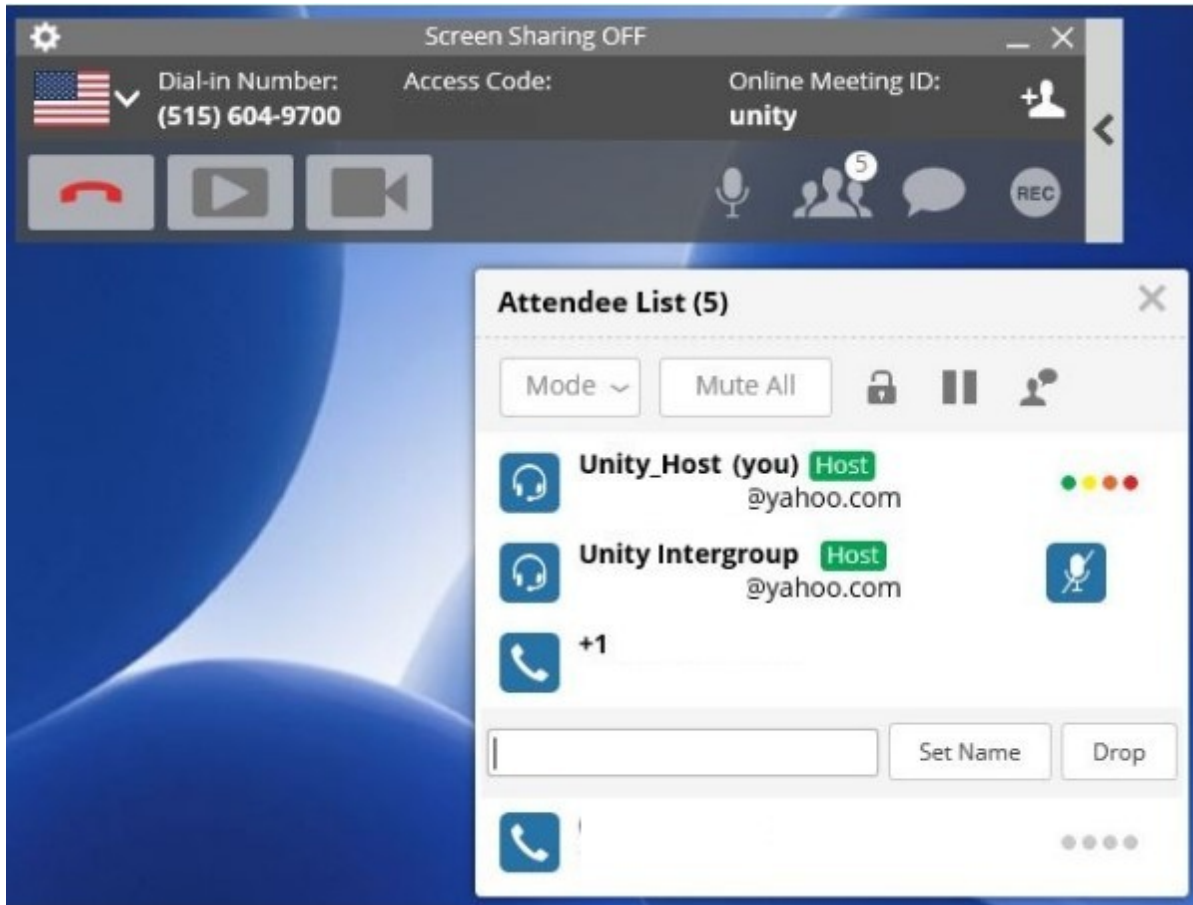 Screen Sharing OFF
Dial-in Number: Access Code: Online Meeting ID:
(515) 604-9700 unity
5
REC
Attendee List (5)
Mode Mute All
Unity_Host (you) Host
@yahoo.com
Unity Intergroup Host
@yahoo.com
+1
Set Name Drop